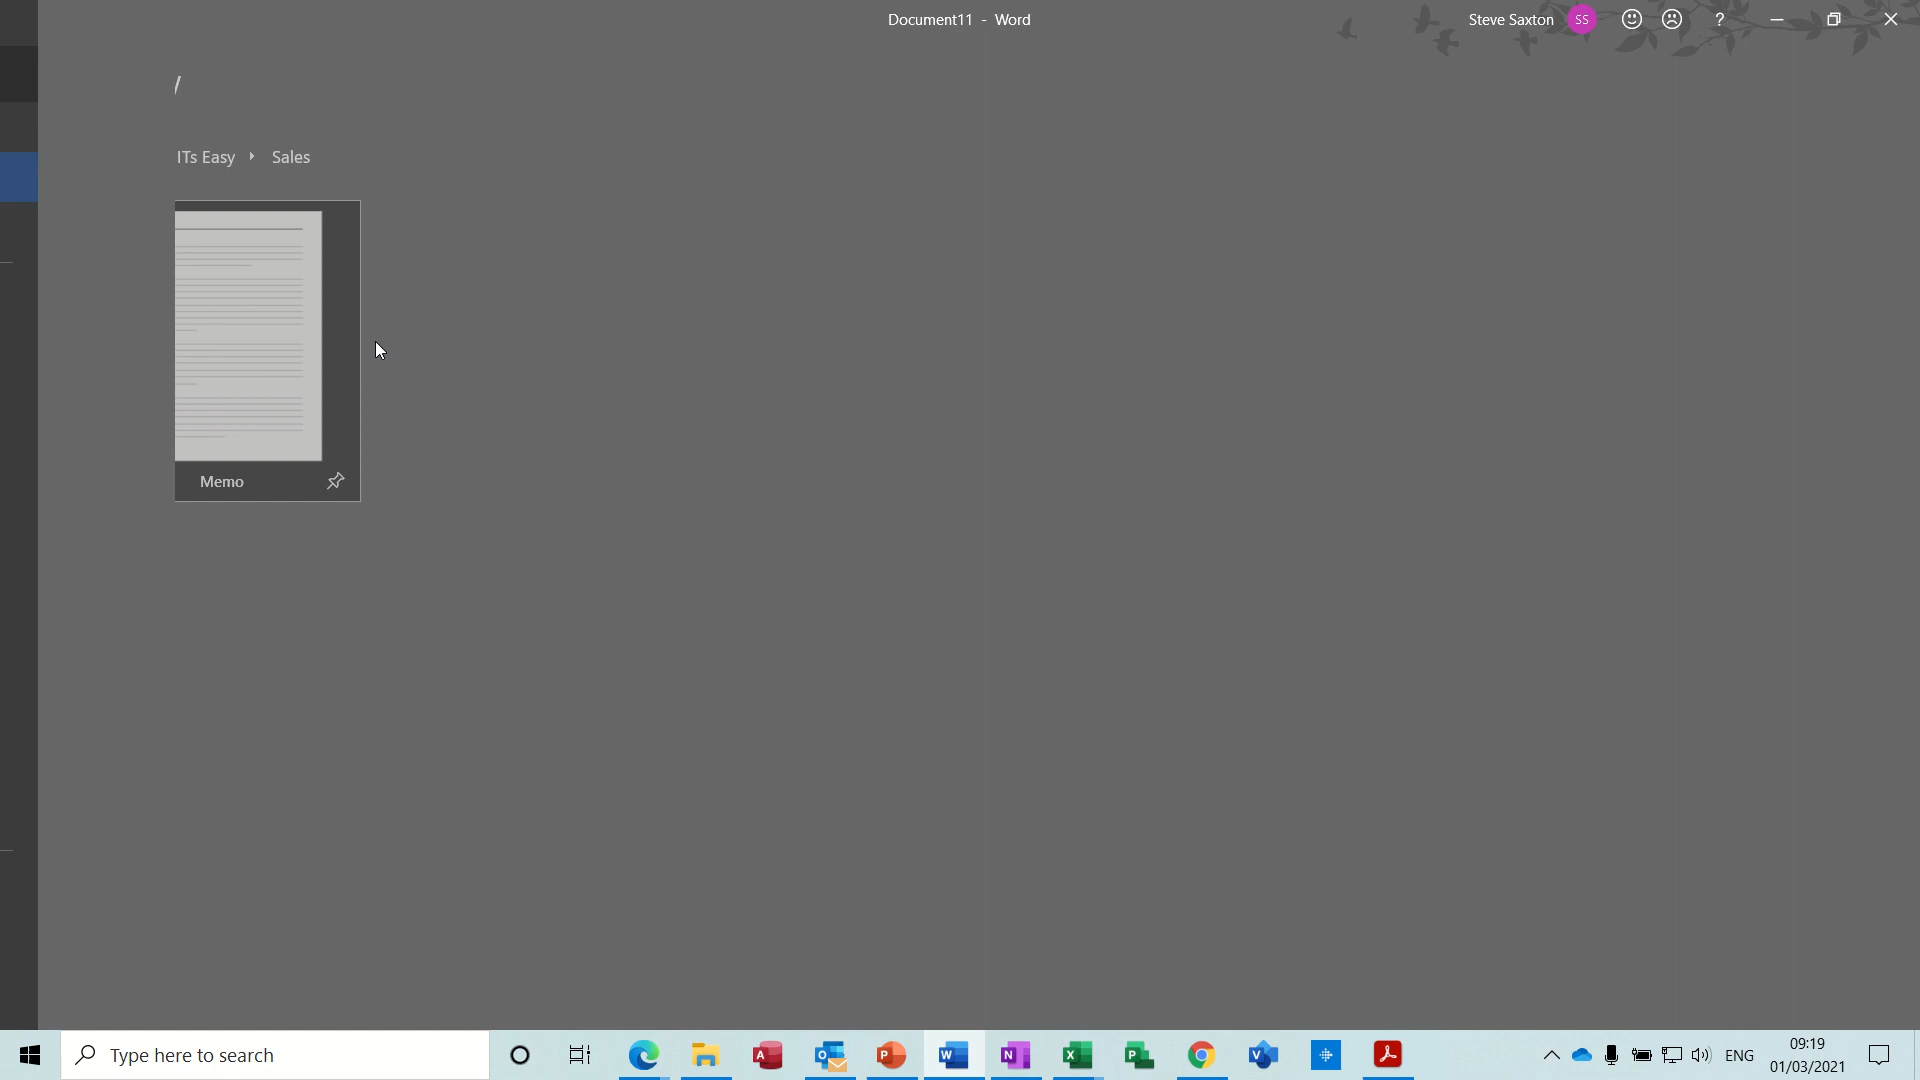 Document11 - Word
Steve Saxton
SS
?
ITs Easy
Sales
Memo
Type here to search
ENG
09:19
01/03/2021